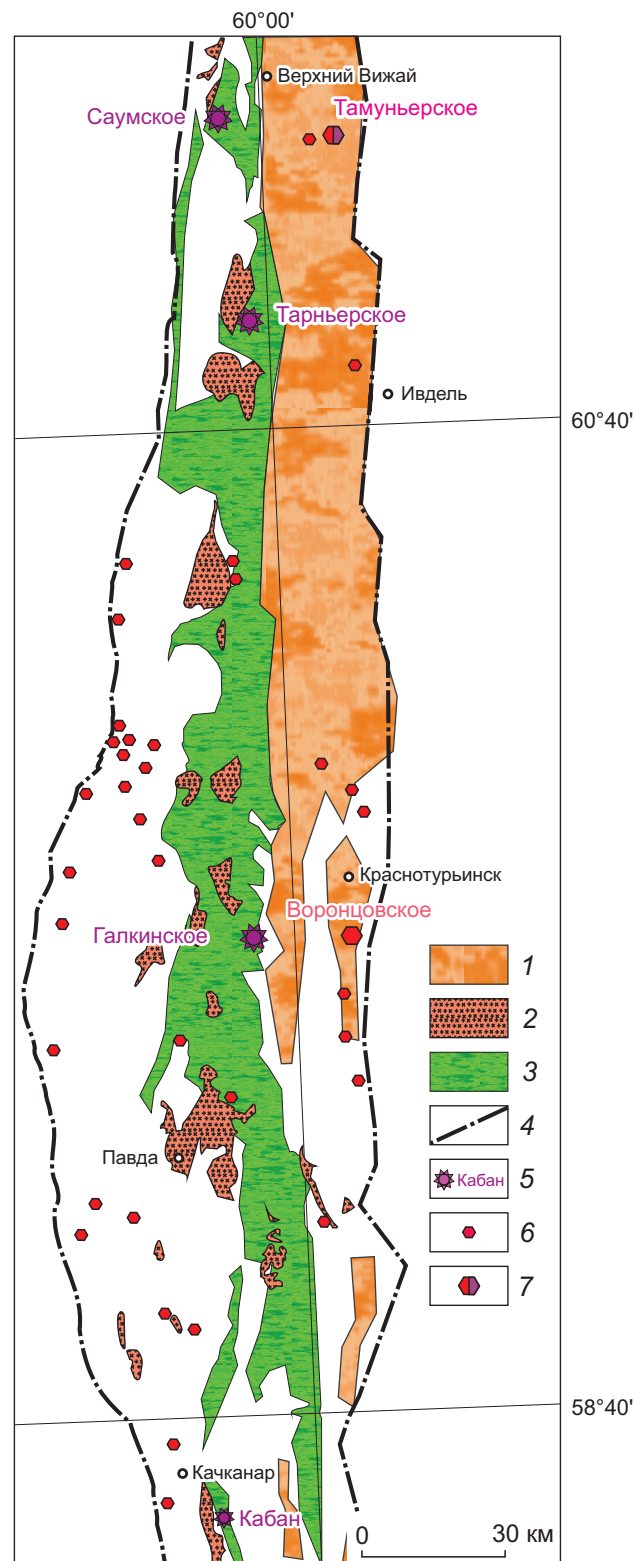 60°00'
Верхний Вижай
Саумское
Тамуньерское
Тарньерское
Ивдель
60°40'
Краснотурьинск
Воронцовское
Галкинское
1
2
3
4
Павда
Кабан 5
6
7
58°40'
Качканар
Кабан
0 30 км